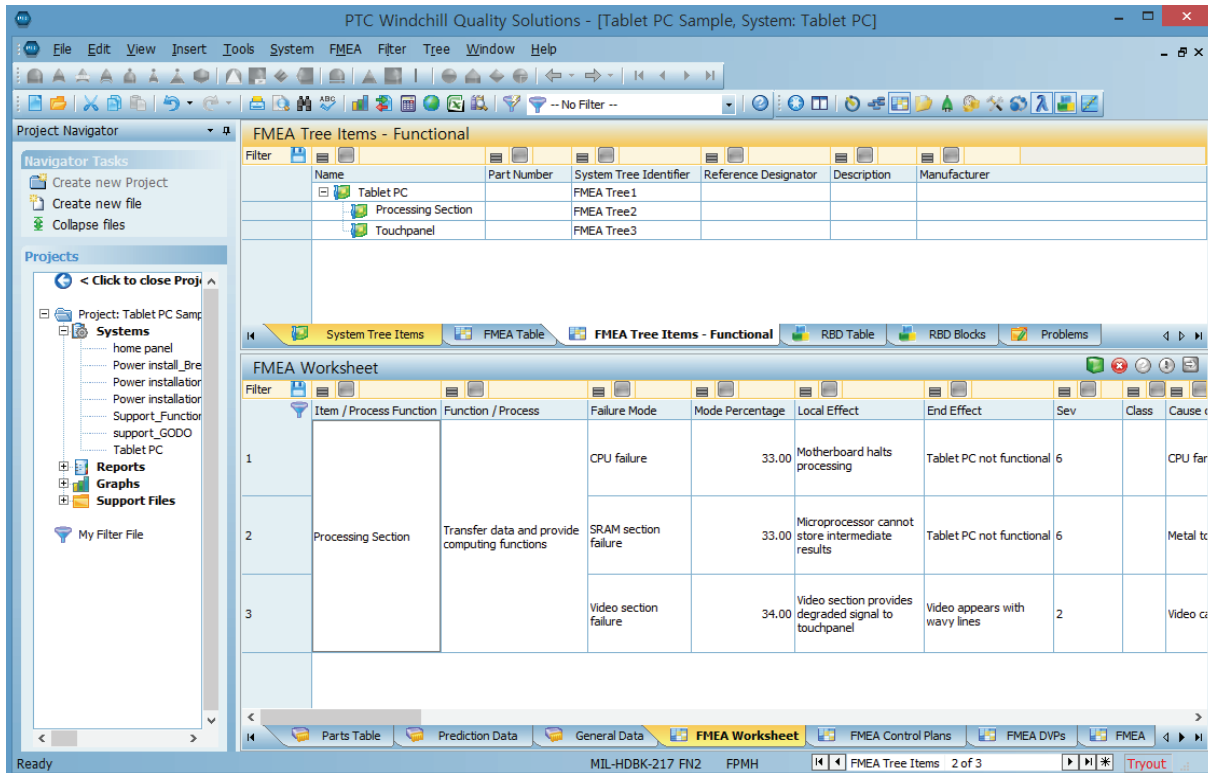 PTC Windchill Quality Solutions - [Tablet PC Sample, System: Tablet PC]
File Edit View Insert Tools System FMEA Filter Tree Window Help
-- No Filter --
Project Navigator
Navigator Tasks
Create new Project
Create new file
Collapse files
Projects
< Click to close Proj
Project: Tablet PC Samp
Systems
home panel
Power install_Bre
Power installation
Power installation
Support_Function
support_GODO
Tablet PC
Reports
Graphs
Support Files
My Filter File
FMEA Tree Items - Functional
Filter
Name Part Number System Tree Identifier Reference Designator Description Manufacturer
Tablet PC FMEA Tree1
Processing Section FMEA Tree2
Touchpanel FMEA Tree3
System Tree Items FMEA Table FMEA Tree Items - Functional RBD Table RBD Blocks Problems
FMEA Worksheet
Filter
Item / Process Function Function / Process Failure Mode Mode Percentage Local Effect End Effect Sev Class Cause
1 CPU failure 33.00 Motherboard halts processing Tablet PC not functional 6 CPU fan
2 Processing Section Transfer data and provide computing functions SRAM section failure 33.00 Microprocessor cannot store intermediate results Tablet PC not functional 6 Metal to
3 Video section failure 34.00 Video section provides degraded signal to touchpanel Video appears with wavy lines 2 Video ca
Parts Table Prediction Data General Data FMEA Worksheet FMEA Control Plans FMEA DVPs FMEA
Ready MIL-HDBK-217 FN2 FPMH FMEA Tree Items 2 of 3 Tryout